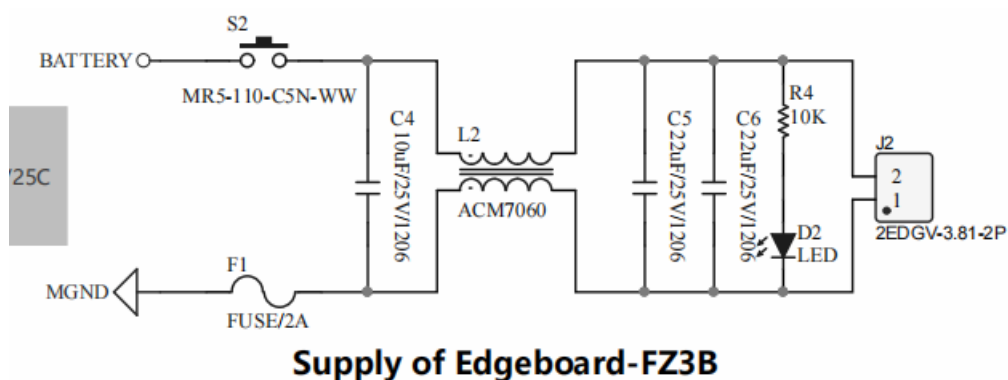 S2
BATTERY
MR5-110-C5N-WW
/25C
C4
10uF/25V/1206
L2
ACM7060
C5
22uF/25V/1206
C6
22uF/25V/1206
R4
10K
J2
2
1
2EDGV-3.81-2P
D2
LED
MGND
F1
FUSE/2A
Supply of Edgeboard-FZ3B